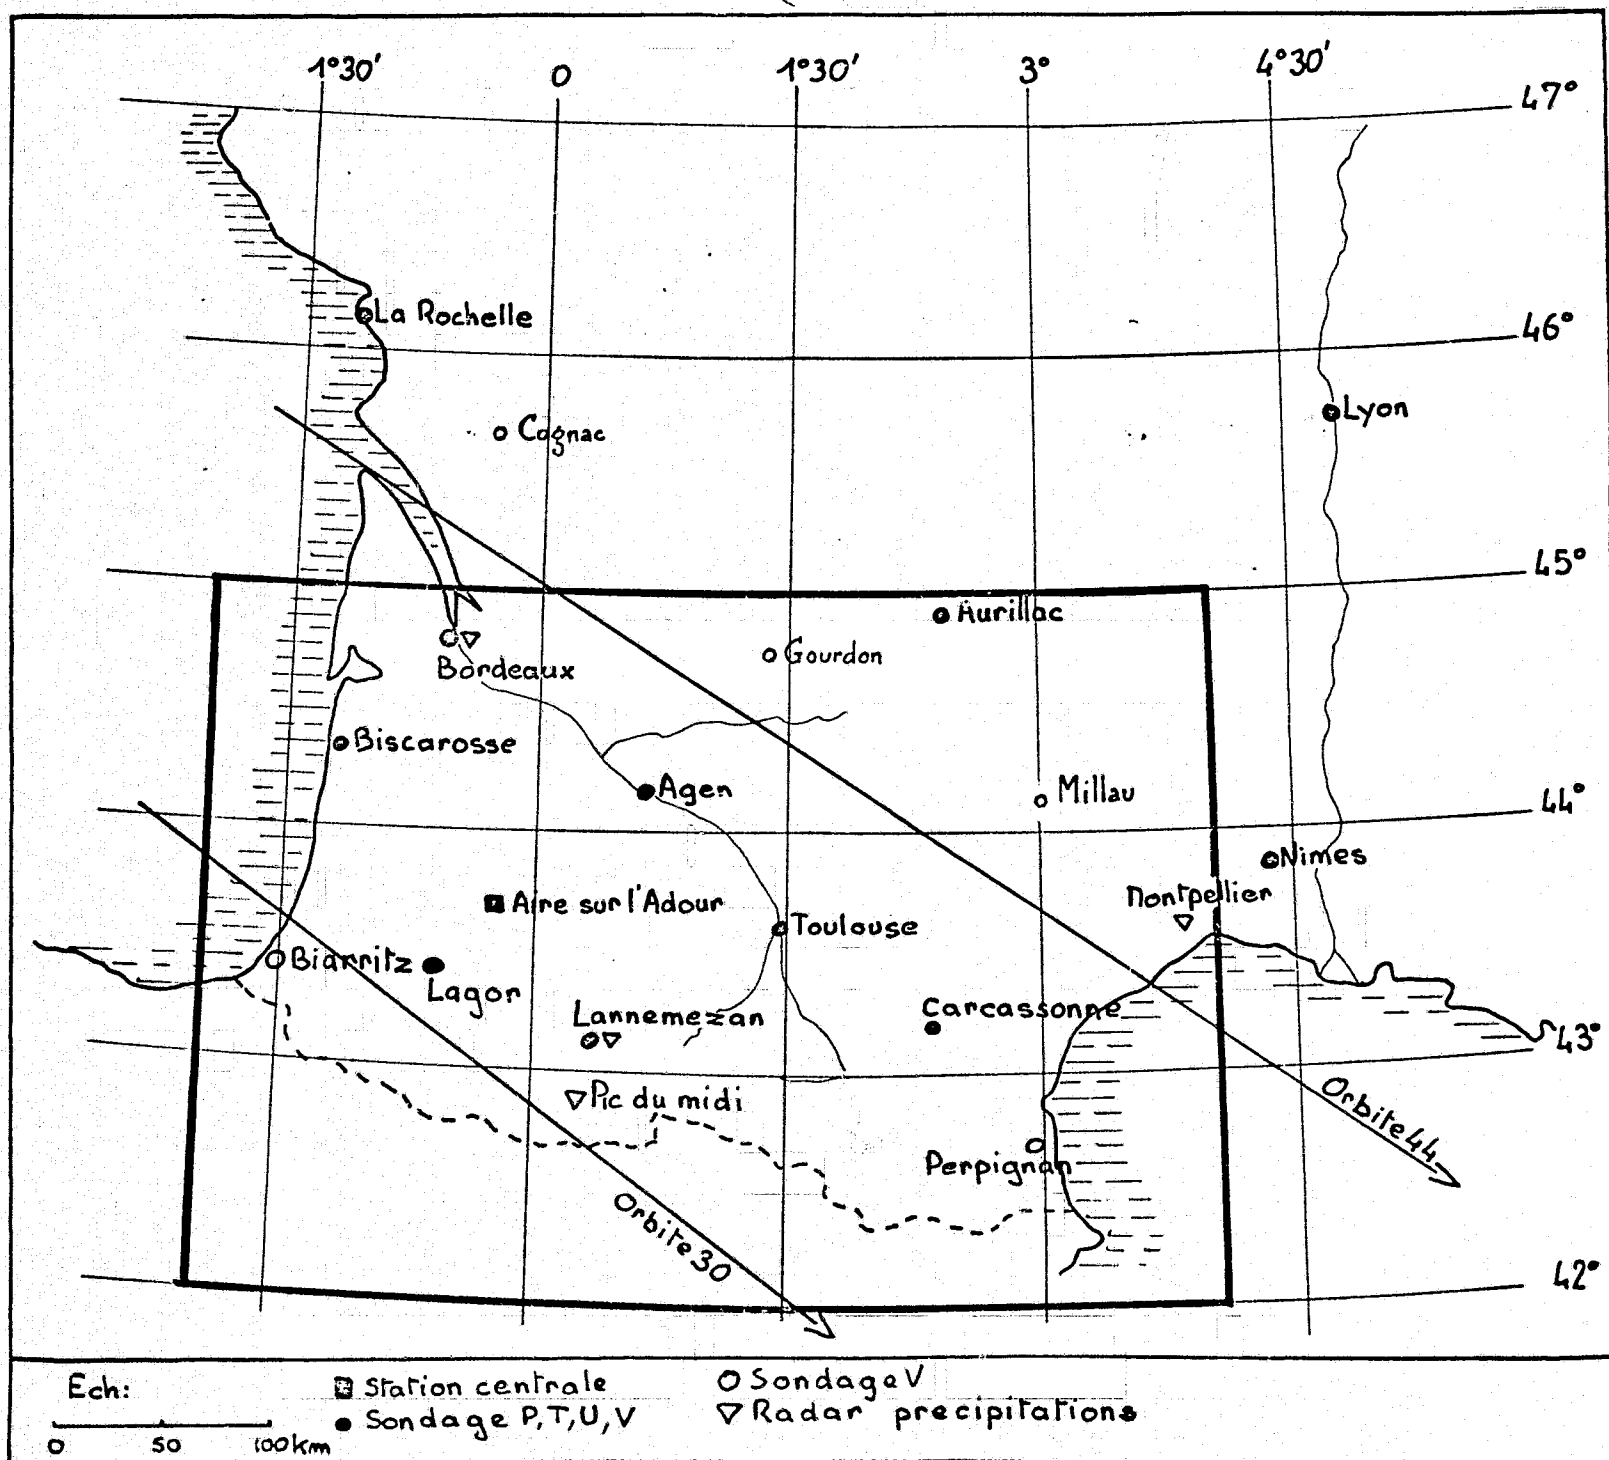 1°30' 0 1°30' 3° 4°30'
47°
La Rochelle
46°
Lyon
Cognac
45°
Aurillac
Bordeaux
Gourdon
Biscarosse
Agen
Millau
44°
Nimes
Montpellier
Aire sur l'Adour
Toulouse
Biarritz
Lagor
Lannemezan
Carcassonne
43°
Pic du midi
Orbite 44
Perpignan
Orbite 30
42°
Ech:
0 50 100km
Station centrale
Sondage P,T,U,V
Sondage V
Radar precipitations